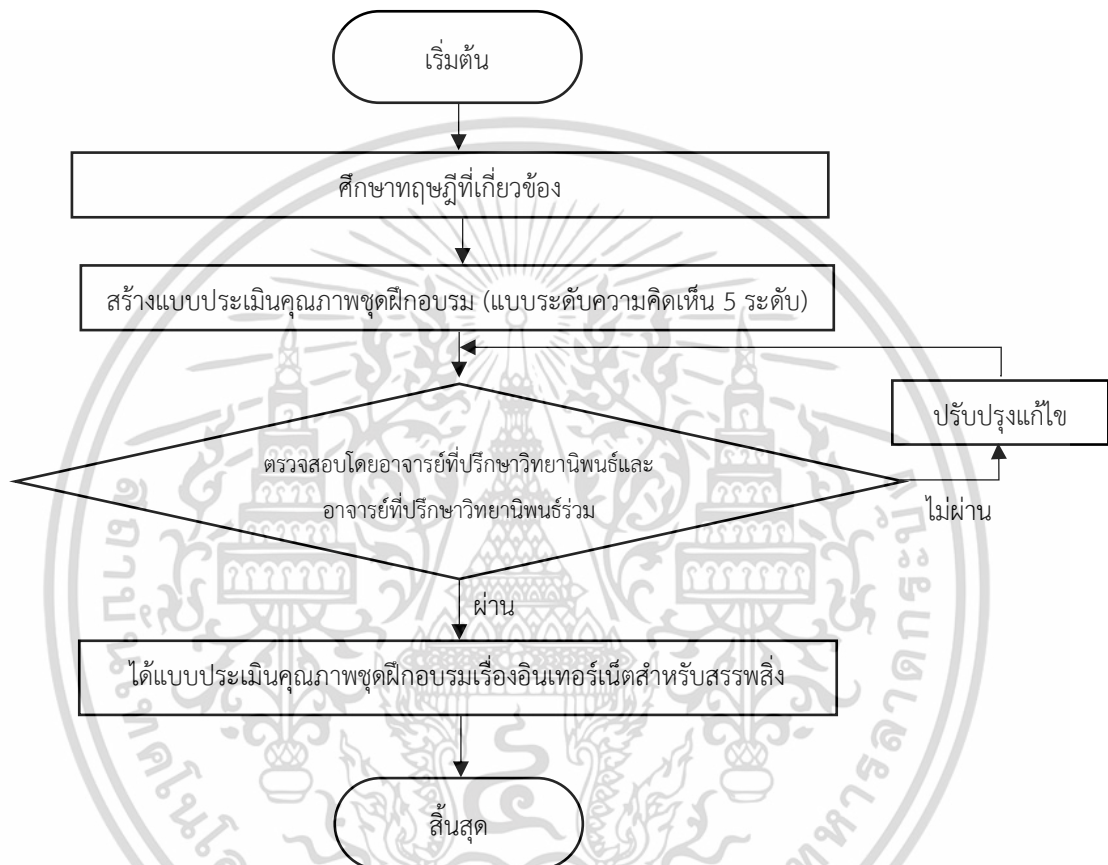 เริ่มต้น
ศึกษาทฤษฎีที่เกี่ยวข้อง
สร้างแบบประเมินคุณภาพชุดฝึกอบรม (แบบระดับความคิดเห็น 5 ระดับ)
ปรับปรุงแก้ไข
ตรวจสอบโดยอาจารย์ที่ปรึกษาวิทยานิพนธ์และ
อาจารย์ที่ปรึกษาวิทยานิพนธ์ร่วม
ไม่ผ่าน
ผ่าน
ได้แบบประเมินคุณภาพชุดฝึกอบรมเรื่องอินเทอร์เน็ตสำหรับสรรพสิ่ง
สิ้นสุด